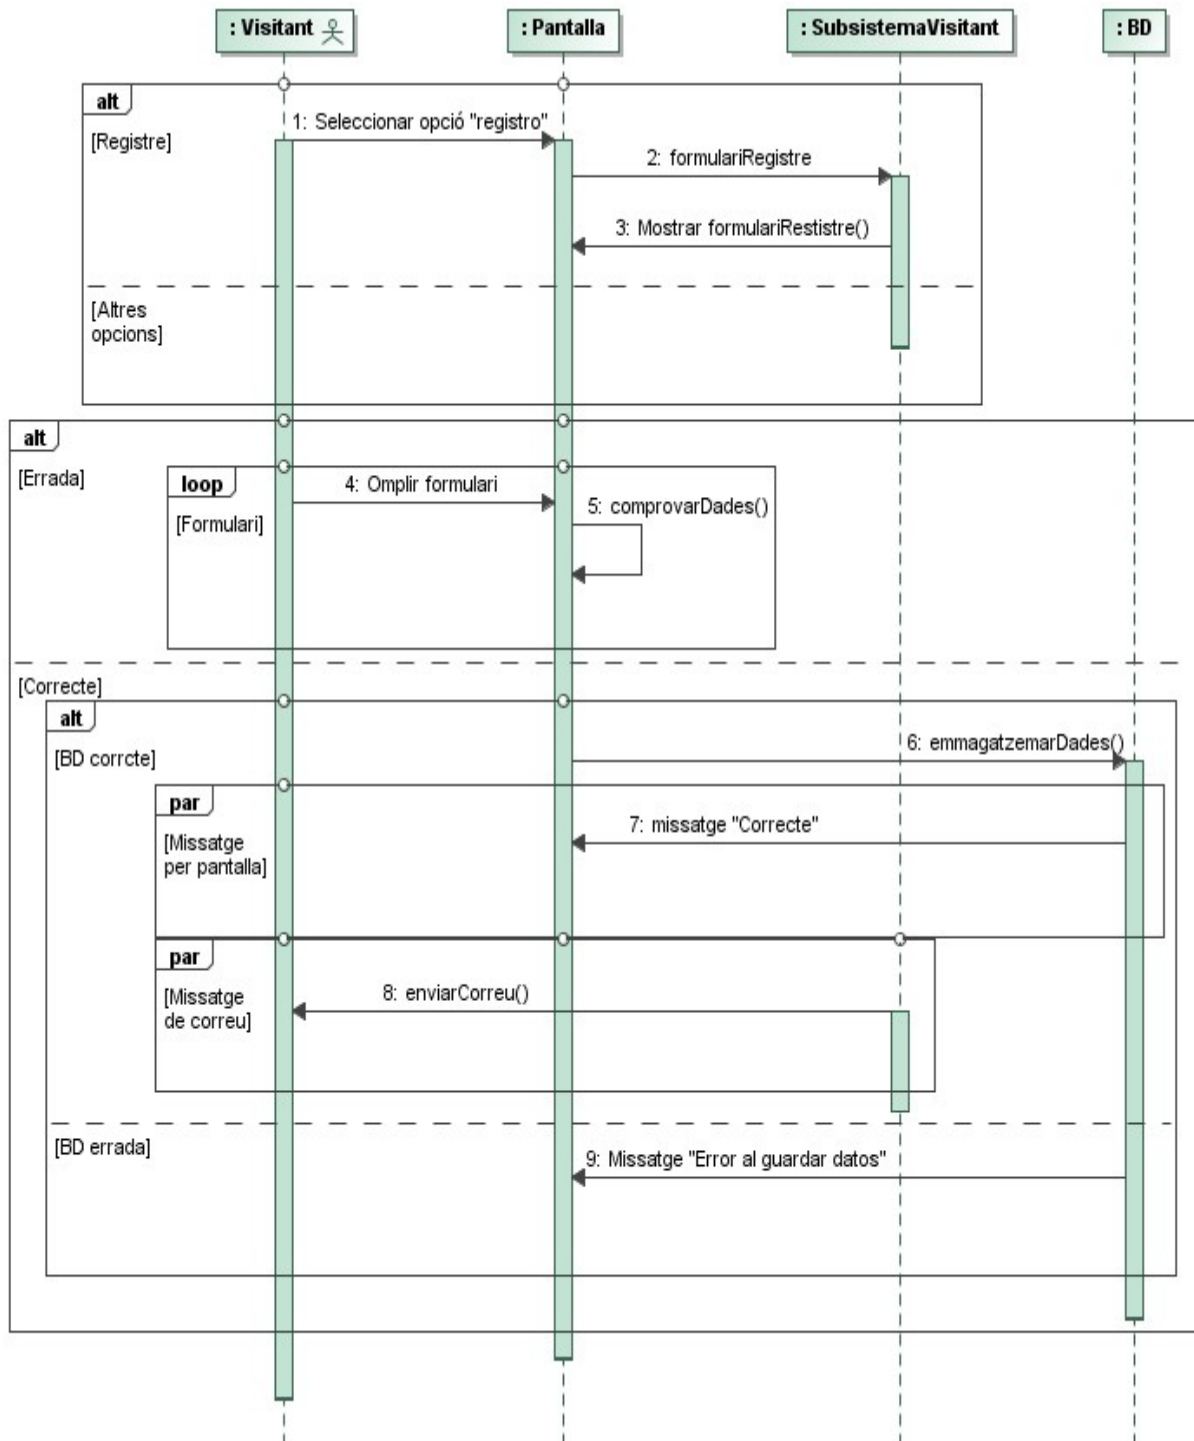 : Visitant
: Pantalla
: SubsistemaVisitant
: BD
alt
[Registre]
1: Seleccionar opció "registro"
2: formulariRegistre
3: Mostrar formulariRestistre()
[Altres
opcions]
alt
[Errada]
loop
[Formulari]
4: Omplir formulari
5: comprovarDades()
[Correcte]
alt
[BD corrcte]
6: emmagatzemarDades()
par
[Missatge
per pantalla]
7: missatge "Correcte"
par
[Missatge
de correu]
8: enviarCorreu()
[BD errada]
9: Missatge "Error al guardar datos"